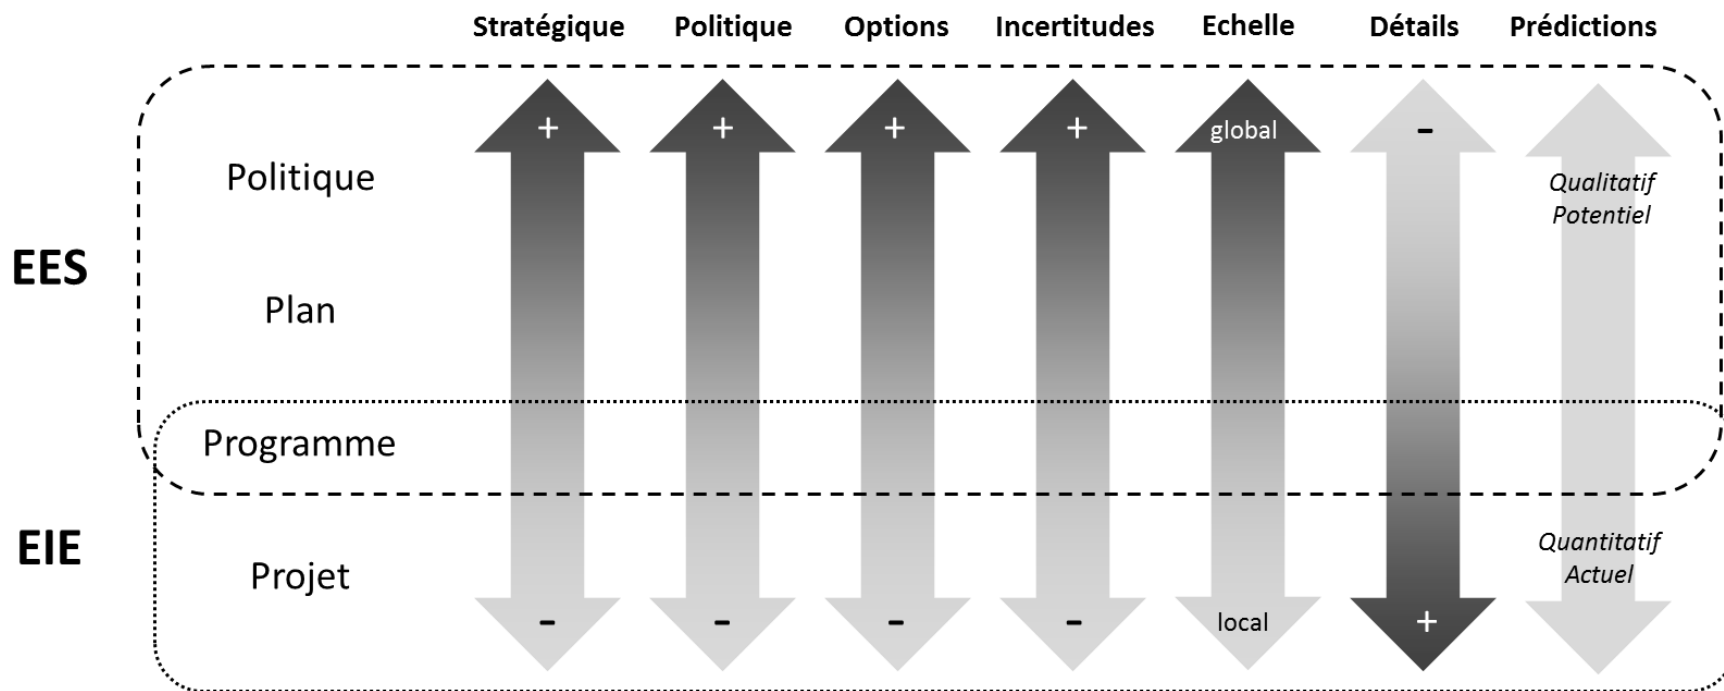 Stratégique Politique Options Incertitudes Echelle Détails Prédictions
+ + + + global -
Politique
Qualitatif
Potentiel
EES
Plan
Programme
EIE
Projet
Quantitatif
Actuel
- - - - local +